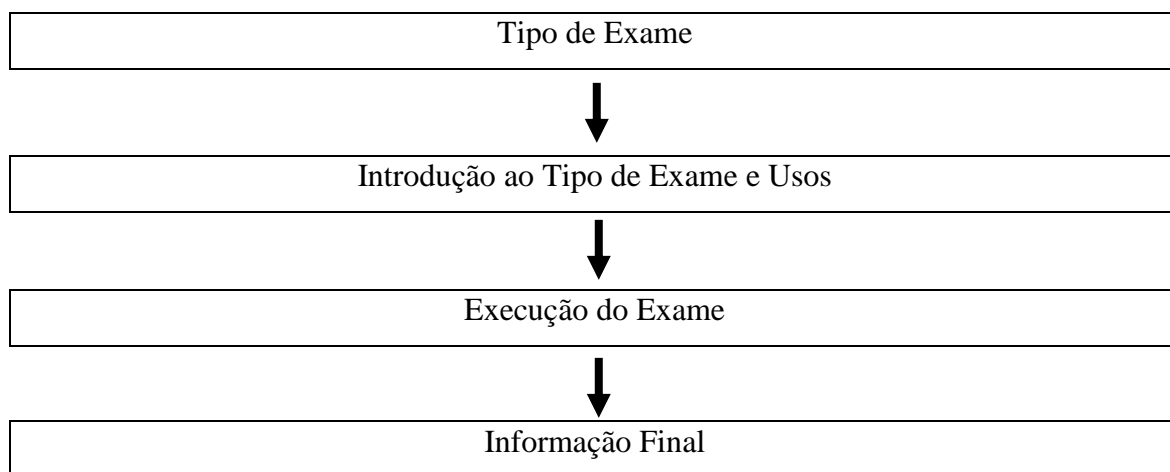 Tipo de Exame
Introdução ao Tipo de Exame e Usos
Execução do Exame
Informação Final